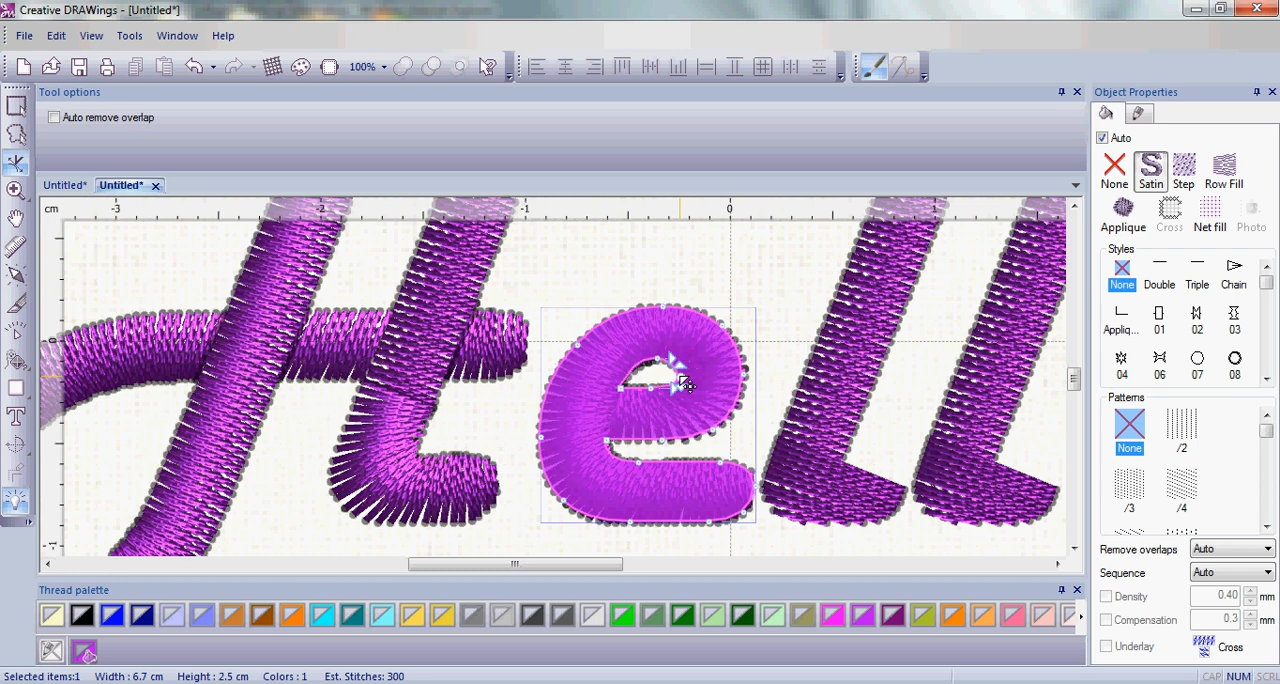 Creative DRAWings - [Untitled*]
File Edit View Tools Window Help
100%
Tool options
Auto remove overlap
Object Properties
Auto
None Satin Step Row Fill
Applique Cross Net fill Photo
Untitled* Untitled*
cm -3 -2 -1 0
Styles
None Double Triple Chain
Appliq... 01 02 03
04 06 07 08
Patterns
None /2
/3 /4
-1
tell
Remove overlaps Auto
Sequence Auto
Thread palette
Density 0.40 mm
Compensation 0.3 mm
Underlay Cross
Selected items:1 Width : 6.7 cm Height : 2.5 cm Colors : 1 Est. Stitches: 300 CAP NUM SCRL